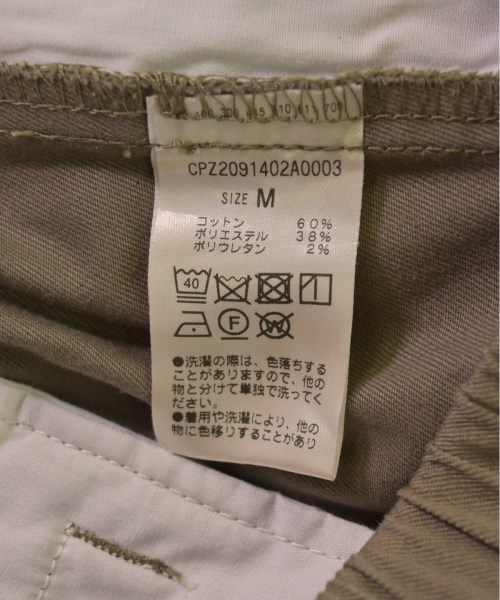 CPZ2091402A0003
SIZE M
コットン 60%
ポリエステル 38%
ポリウレタン 2%
40
F W
●洗濯の際は、色落ちする
ことがありますので、他の
物と分けて単独で洗ってく
ださい。
●着用や洗濯により、他の
物に色移りすることがあり